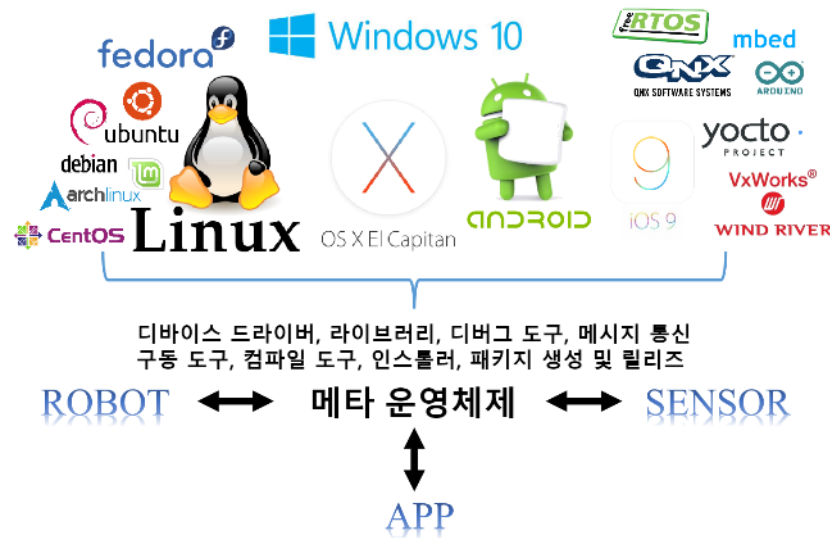 fedora
Windows 10
free RTOS
mbed
QNX
QNX SOFTWARE SYSTEMS
ARDUINO
ubuntu
debian
archlinux
CentOS
Linux
OS X El Capitan
ANDROID
9
iOS 9
yocto
PROJECT
VxWorks®
WIND RIVER
디바이스 드라이버, 라이브러리, 디버그 도구, 메시지 통신
구동 도구, 컴파일 도구, 인스톨러, 패키지 생성 및 릴리즈
ROBOT
메타 운영체제
SENSOR
APP